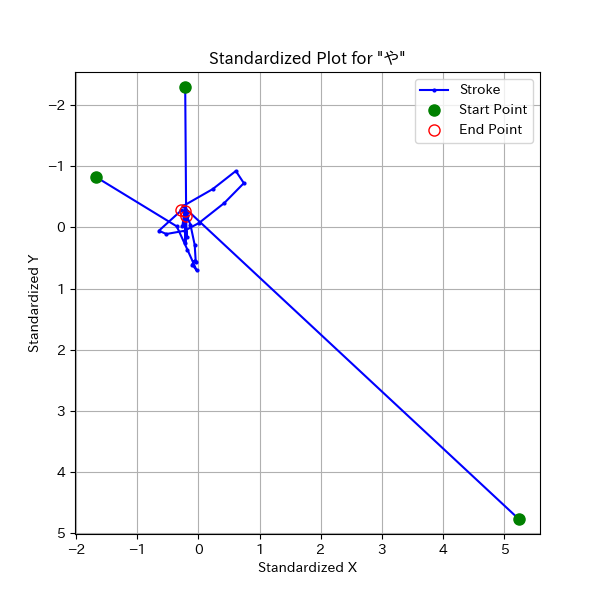 Standardized Plot for "や"
Stroke
Start Point
End Point
−2
−1
0
1
2
3
4
5
Standardized Y
−2 −1 0 1 2 3 4 5
Standardized X